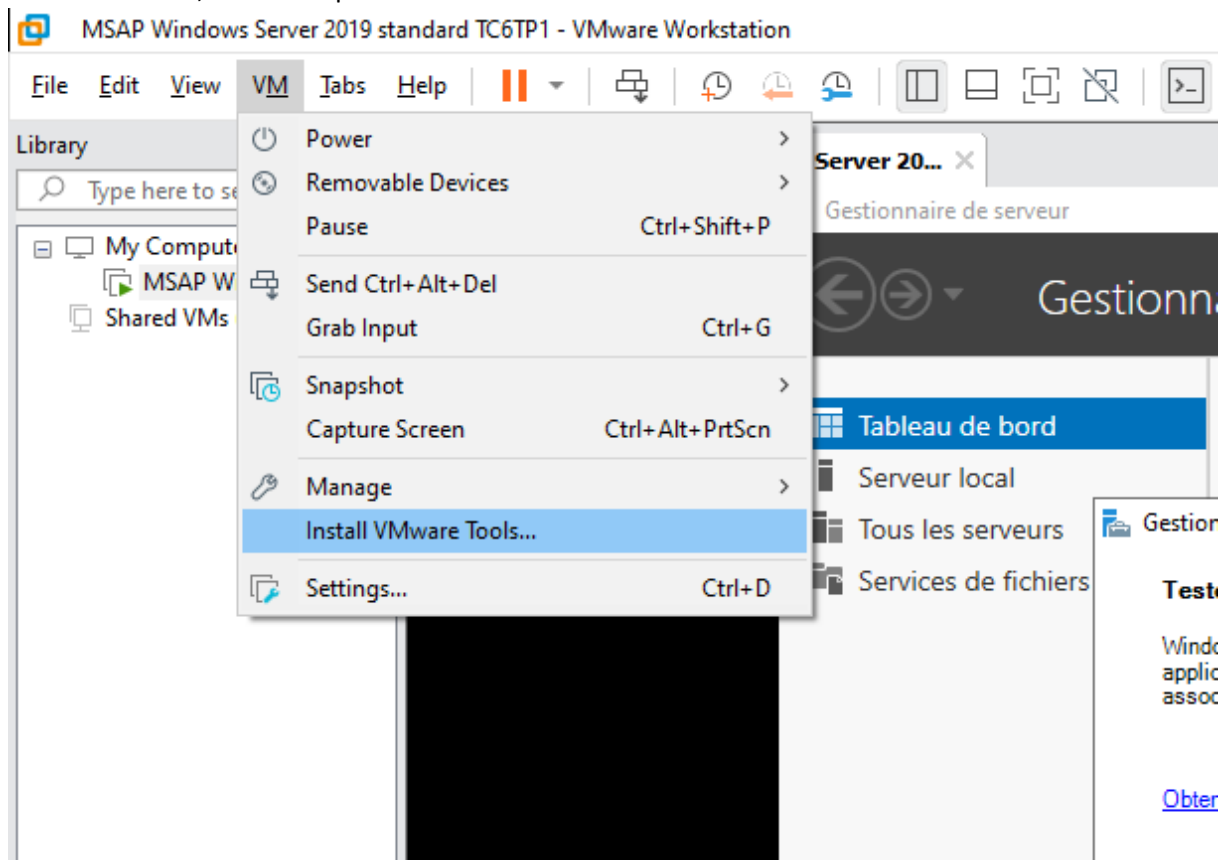 MSAP Windows Server 2019 standard TC6TP1 - VMware Workstation
File Edit View VM Tabs Help
Library
Type here to se
My Compute
MSAP W
Shared VMs
Power
Removable Devices
Pause Ctrl+Shift+P
Send Ctrl+Alt+Del
Grab Input Ctrl+G
Snapshot
Capture Screen Ctrl+Alt+PrtScn
Manage
Install VMware Tools...
Settings... Ctrl+D
Server 20...
Gestionnaire de serveur
Gestionna
Tableau de bord
Serveur local
Tous les serveurs
Services de fichiers
Gestion
Teste
Windo
applic
assoc
Obten